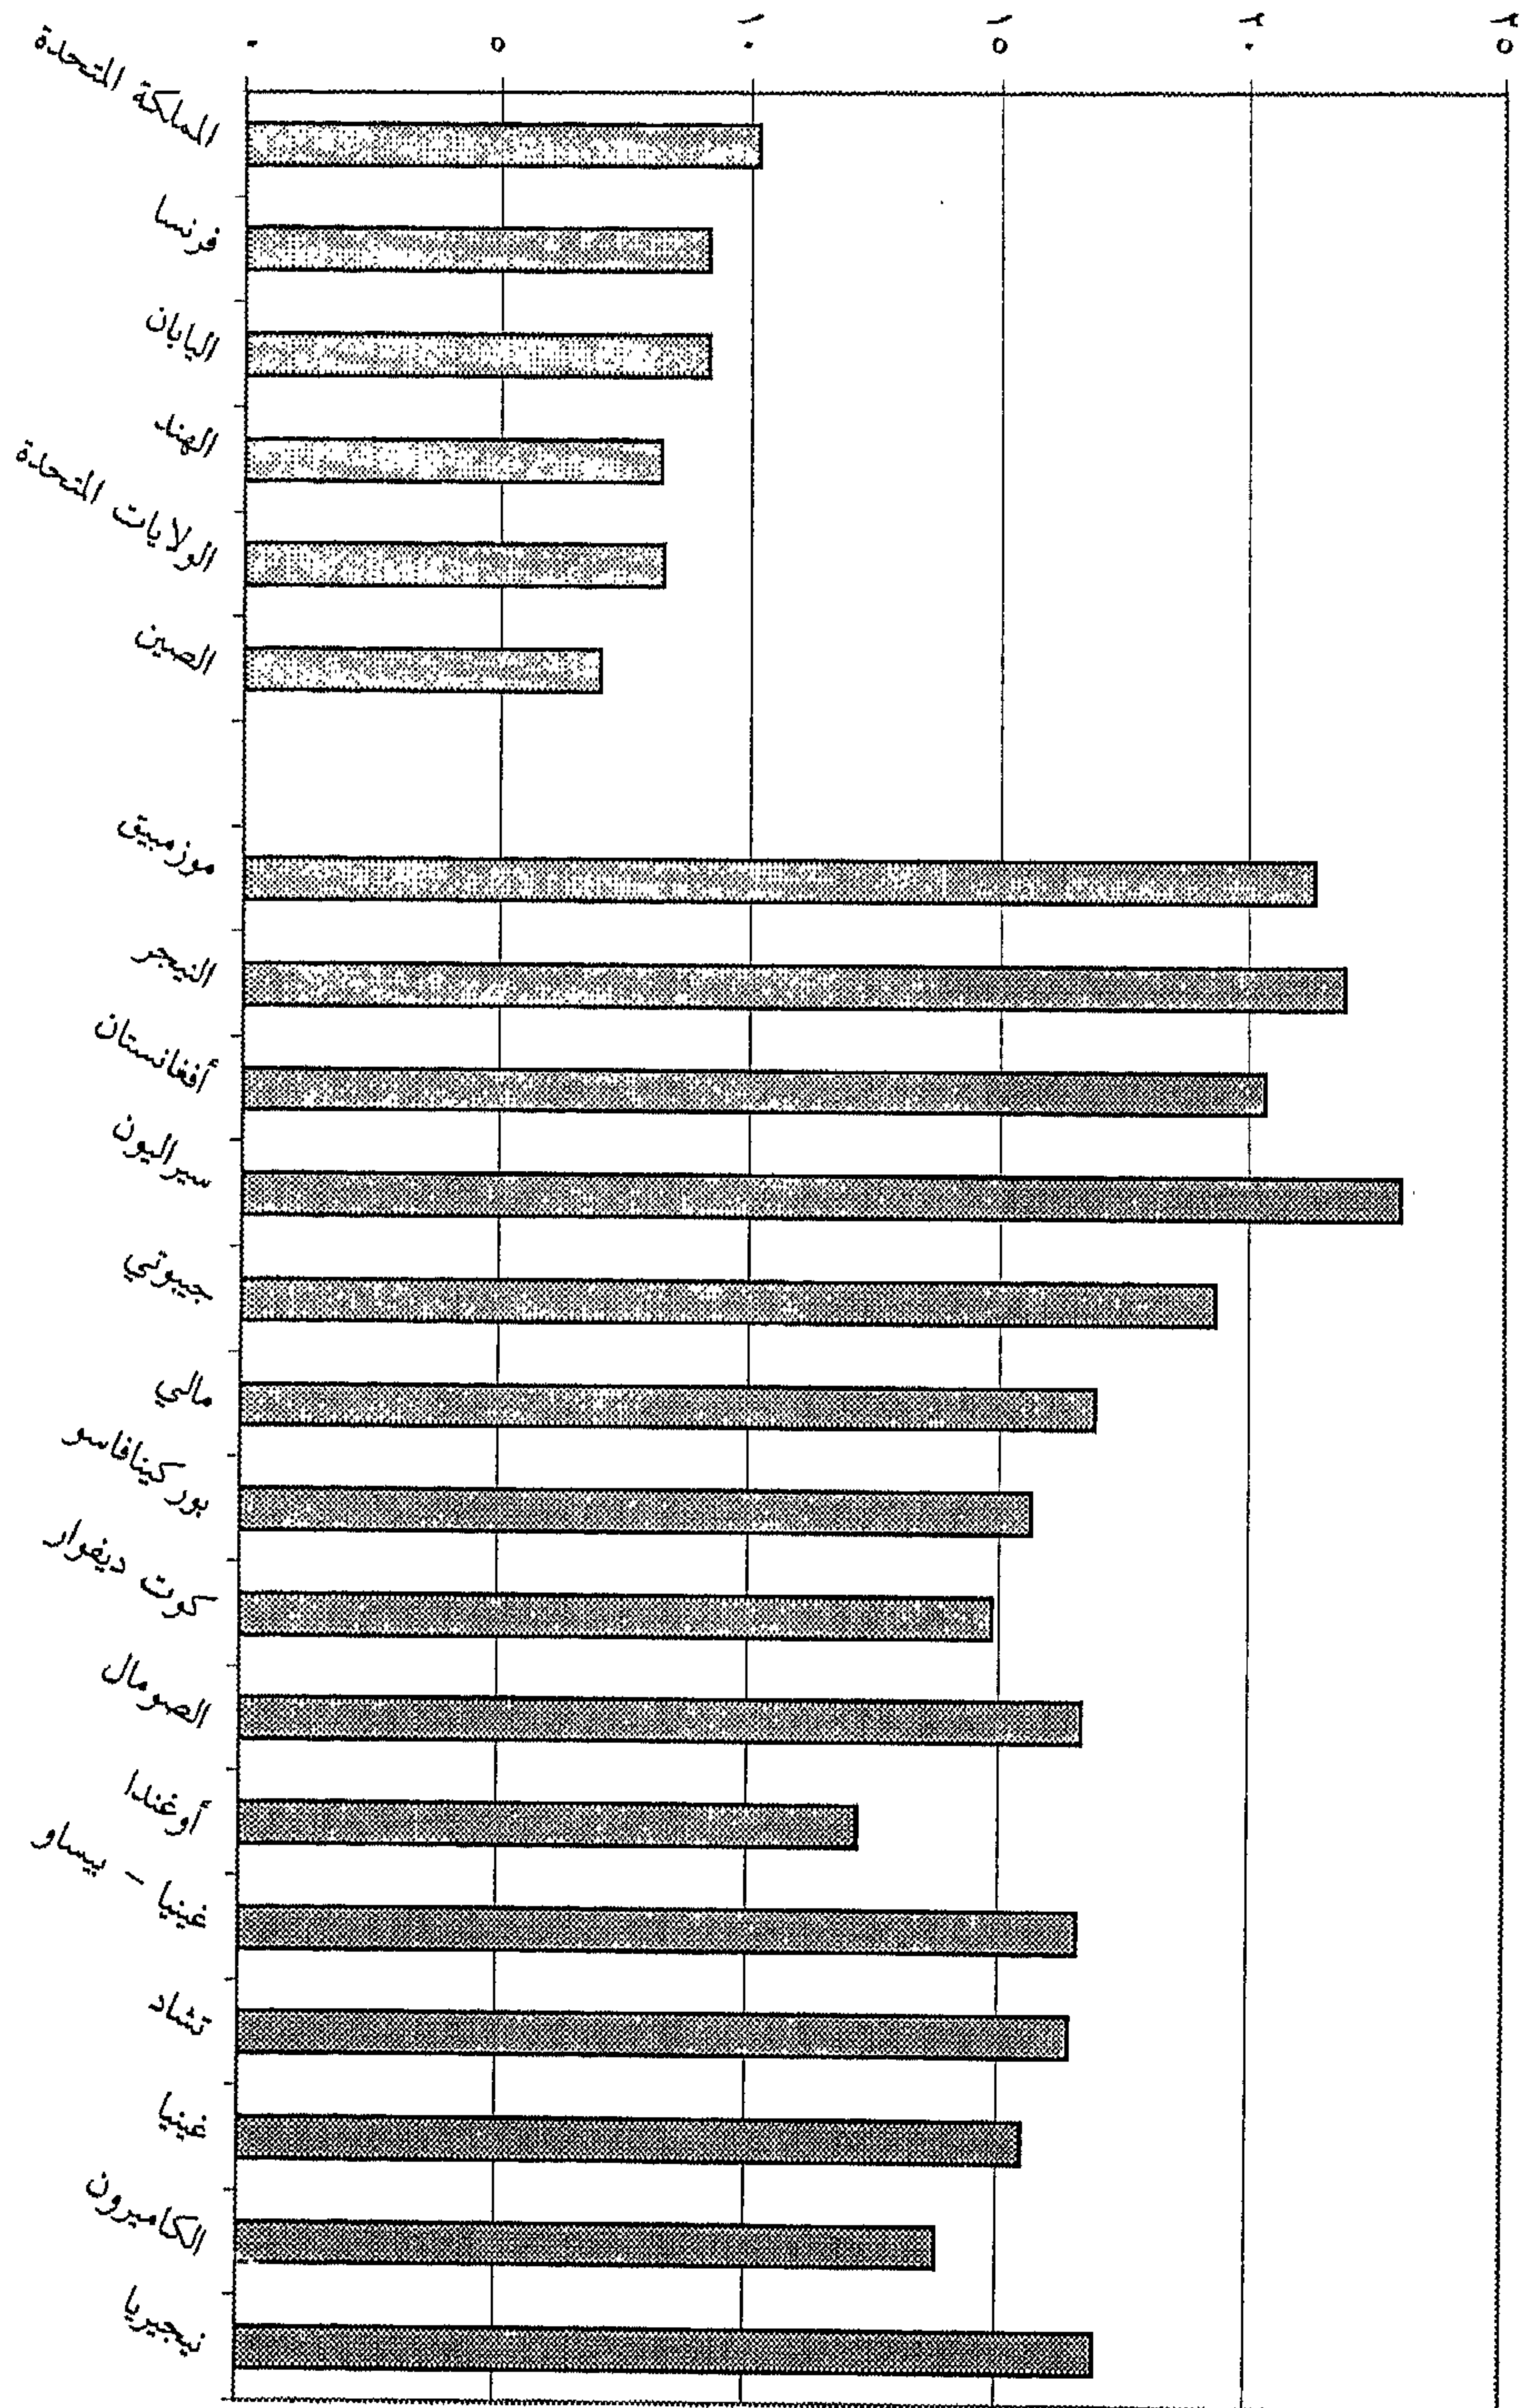 ٠
٥
١٠
١٥
٢٠
٢٥
المملكة المتحدة
فرنسا
اليابان
الهند
الولايات المتحدة
الصين
موزمبيق
النيجر
أفغانستان
سيراليون
جيبوتي
مالي
بوركينافاسو
كوت ديفوار
الصومال
أوغندا
غينيا - بيساو
تشاد
غينيا
الكاميرون
نيجيريا